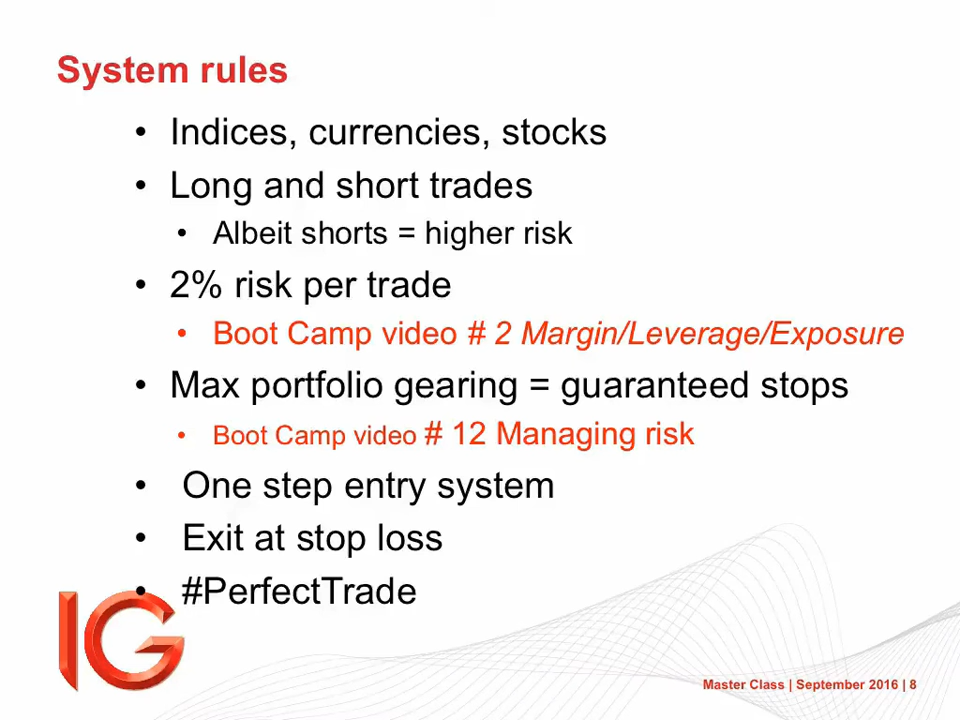 System rules
• Indices, currencies, stocks
• Long and short trades
• Albeit shorts = higher risk
• 2% risk per trade
• Boot Camp video # 2 Margin/Leverage/Exposure
• Max portfolio gearing = guaranteed stops
• Boot Camp video # 12 Managing risk
• One step entry system
• Exit at stop loss
• #PerfectTrade
IG
Master Class | September 2016 | 8